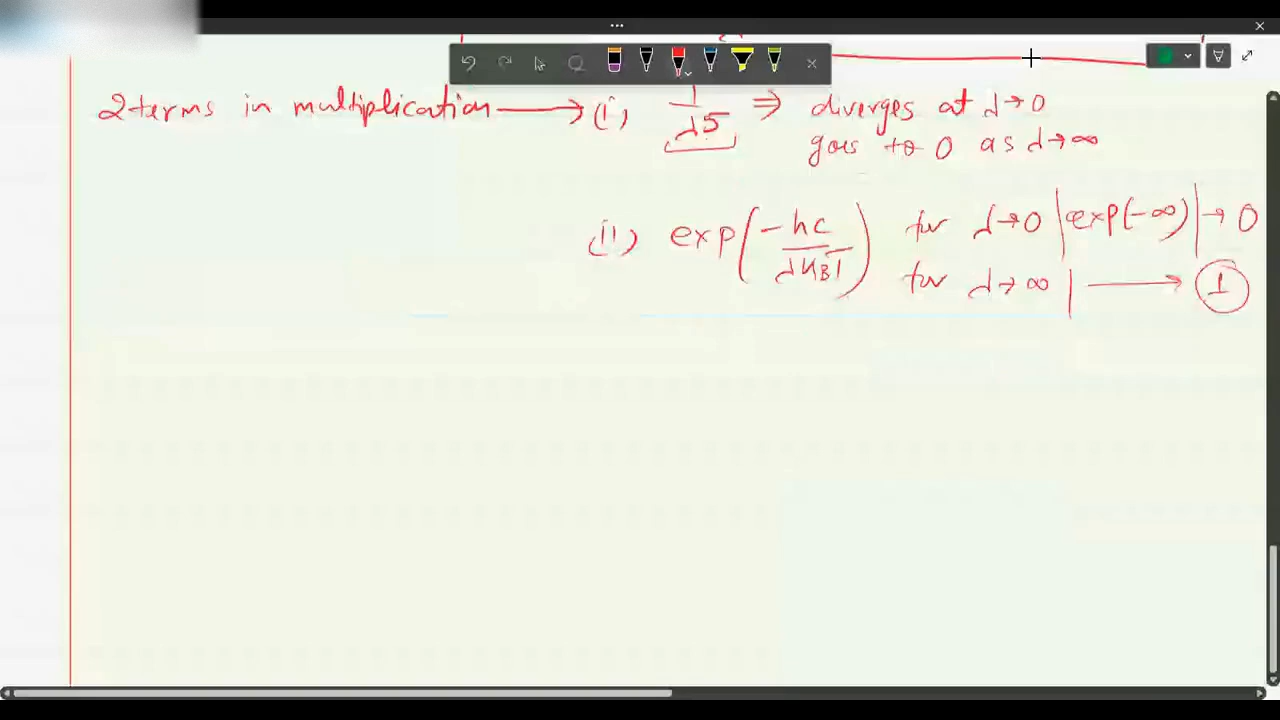 2 terms in multiplication ⟶ (i) 1/λ5 ⇒ diverges at λ→0
goes to 0 as λ→∞
(ii) exp(-hc/λKBT) for λ→0 | exp(-∞) | → 0
for λ→∞ | ⟶ 1